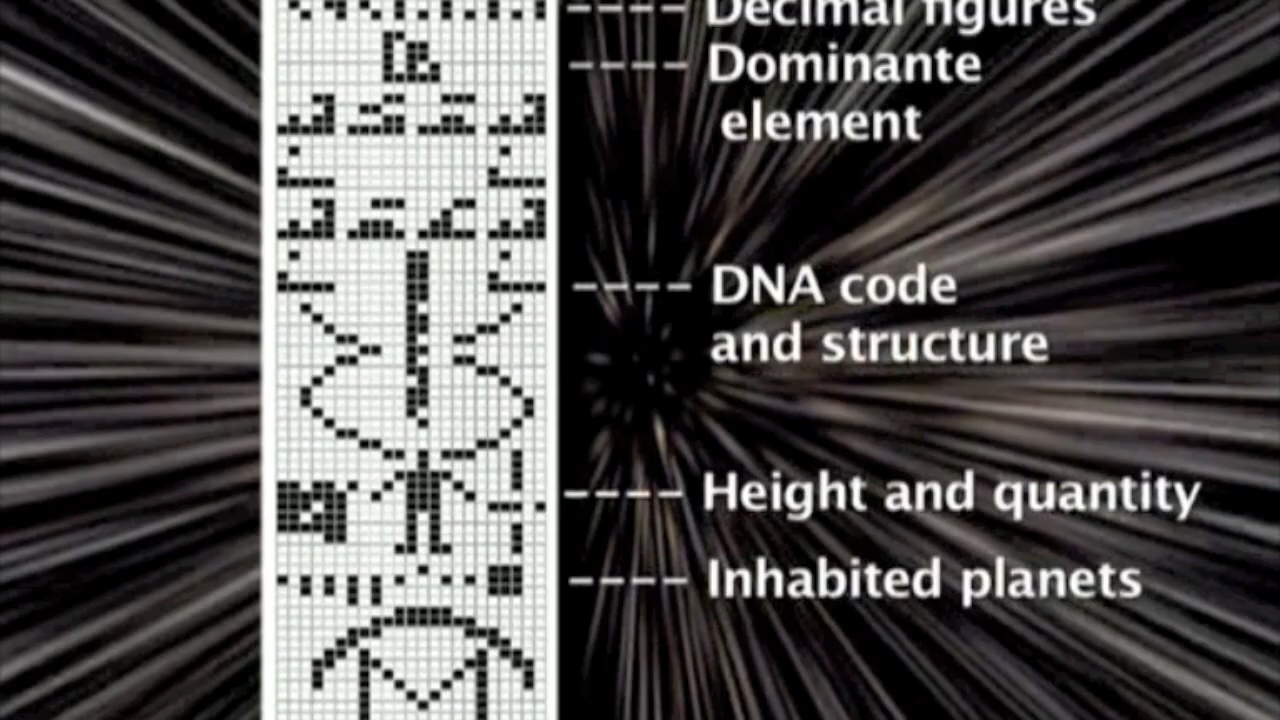 Decimal figures
Dominante
element
DNA code
and structure
Height and quantity
Inhabited planets